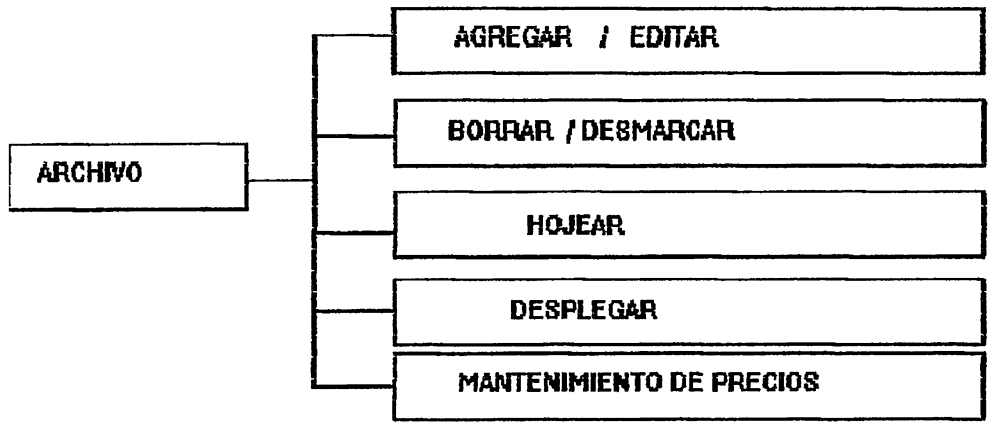 ARCHIVO
AGREGAR / EDITAR
BORRAR / DESMARCAR
HOJEAR
DESPLEGAR
MANTENIMIENTO DE PRECIOS